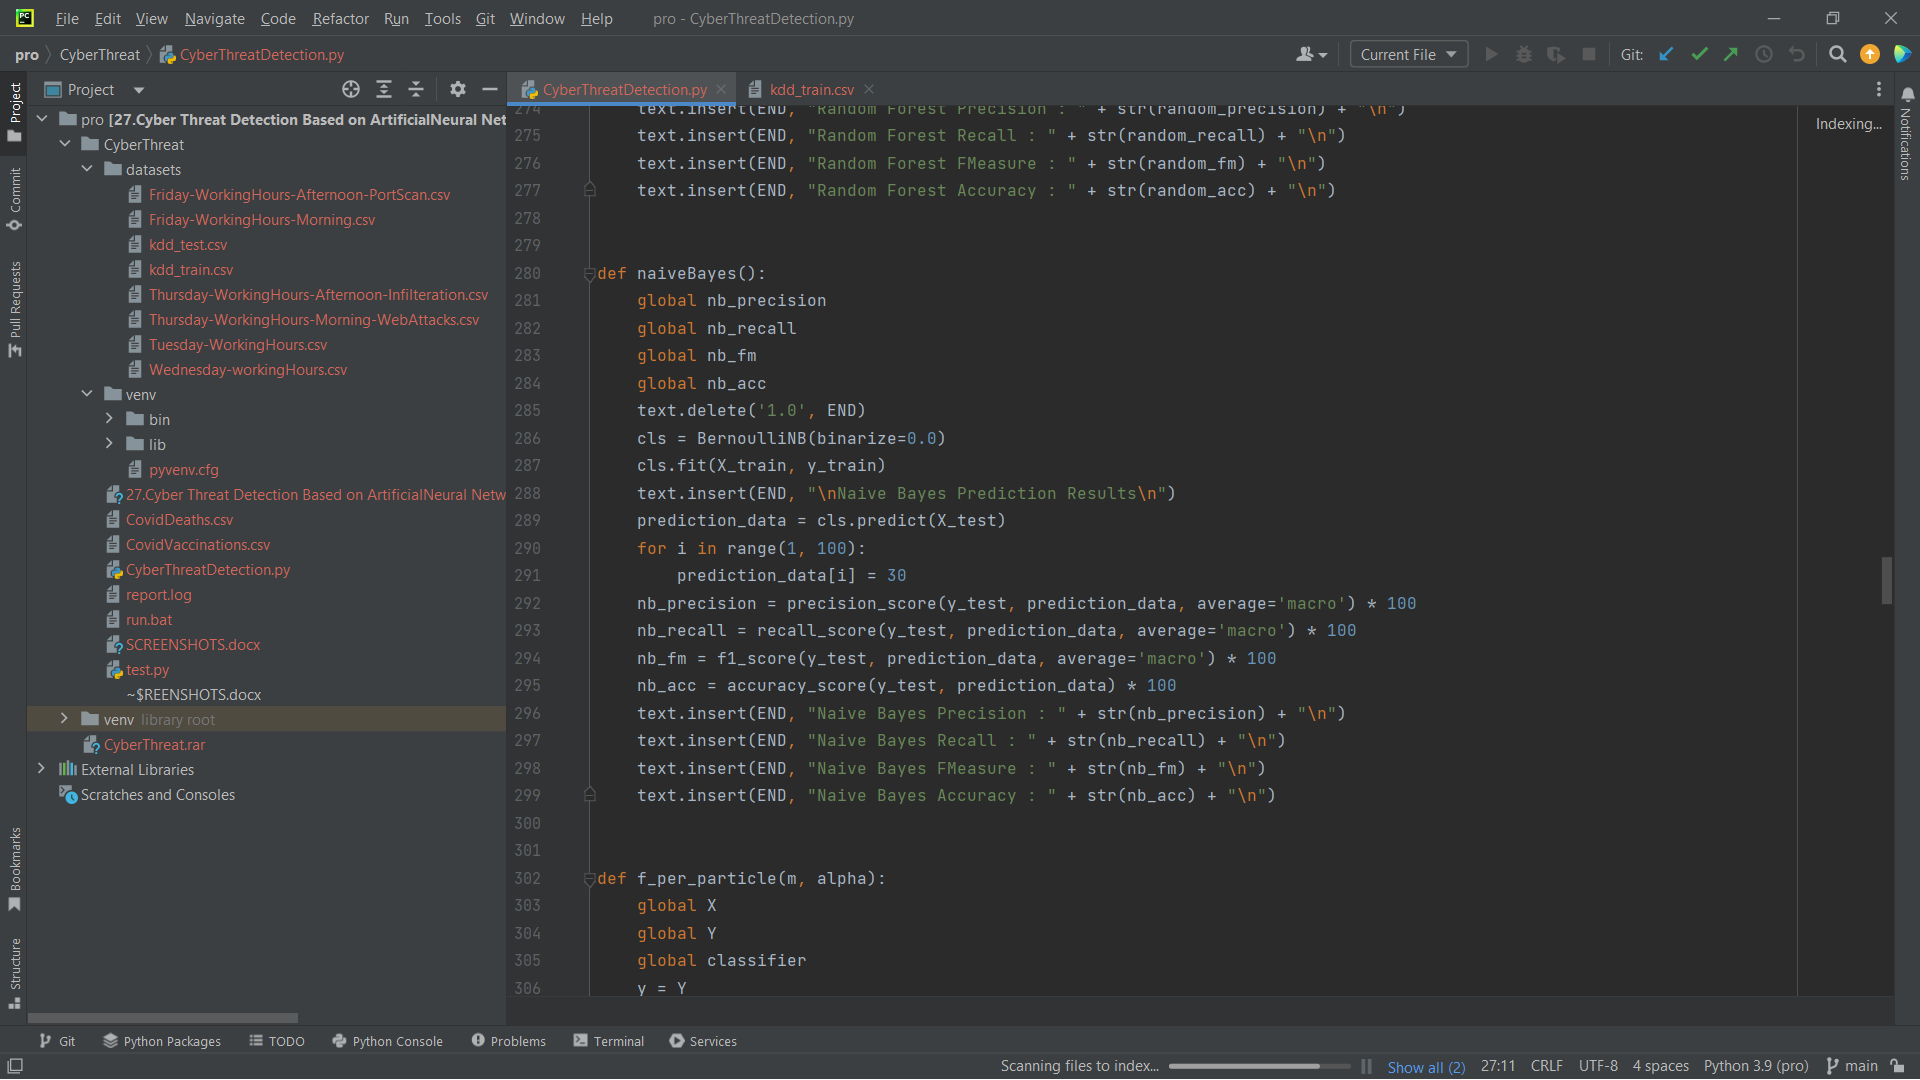 PC File Edit View Navigate Code Refactor Run Tools Git Window Help pro - CyberThreatDetection.py
pro CyberThreat CyberThreatDetection.py Current File Git:
Project CyberThreatDetection.py kdd_train.csv
Project
Commit
Pull Requests
Bookmarks
Structure
Notifications
Indexing...
pro [27.Cyber Threat Detection Based on ArtificialNeural Net
CyberThreat
datasets
Friday-WorkingHours-Afternoon-PortScan.csv
Friday-WorkingHours-Morning.csv
kdd_test.csv
kdd_train.csv
Thursday-WorkingHours-Afternoon-Infilteration.csv
Thursday-WorkingHours-Morning-WebAttacks.csv
Tuesday-WorkingHours.csv
Wednesday-workingHours.csv
venv
bin
lib
pyvenv.cfg
27.Cyber Threat Detection Based on ArtificialNeural Netw
CovidDeaths.csv
CovidVaccinations.csv
CyberThreatDetection.py
report.log
run.bat
SCREENSHOTS.docx
test.py
~$REENSHOTS.docx
venv library root
CyberThreat.rar
External Libraries
Scratches and Consoles
274 text.insert(END, "Random Forest Precision : " + str(random_precision) + "\n")
275 text.insert(END, "Random Forest Recall : " + str(random_recall) + "\n")
276 text.insert(END, "Random Forest FMeasure : " + str(random_fm) + "\n")
277 text.insert(END, "Random Forest Accuracy : " + str(random_acc) + "\n")
278
279
280 def naiveBayes():
281 global nb_precision
282 global nb_recall
283 global nb_fm
284 global nb_acc
285 text.delete('1.0', END)
286 cls = BernoulliNB(binarize=0.0)
287 cls.fit(X_train, y_train)
288 text.insert(END, "\nNaive Bayes Prediction Results\n")
289 prediction_data = cls.predict(X_test)
290 for i in range(1, 100):
291 prediction_data[i] = 30
292 nb_precision = precision_score(y_test, prediction_data, average='macro') * 100
293 nb_recall = recall_score(y_test, prediction_data, average='macro') * 100
294 nb_fm = f1_score(y_test, prediction_data, average='macro') * 100
295 nb_acc = accuracy_score(y_test, prediction_data) * 100
296 text.insert(END, "Naive Bayes Precision : " + str(nb_precision) + "\n")
297 text.insert(END, "Naive Bayes Recall : " + str(nb_recall) + "\n")
298 text.insert(END, "Naive Bayes FMeasure : " + str(nb_fm) + "\n")
299 text.insert(END, "Naive Bayes Accuracy : " + str(nb_acc) + "\n")
300
301
302 def f_per_particle(m, alpha):
303 global X
304 global Y
305 global classifier
306 y = Y
Git Python Packages TODO Python Console Problems Terminal Services
Scanning files to index... Show all (2) 27:11 CRLF UTF-8 4 spaces Python 3.9 (pro) main